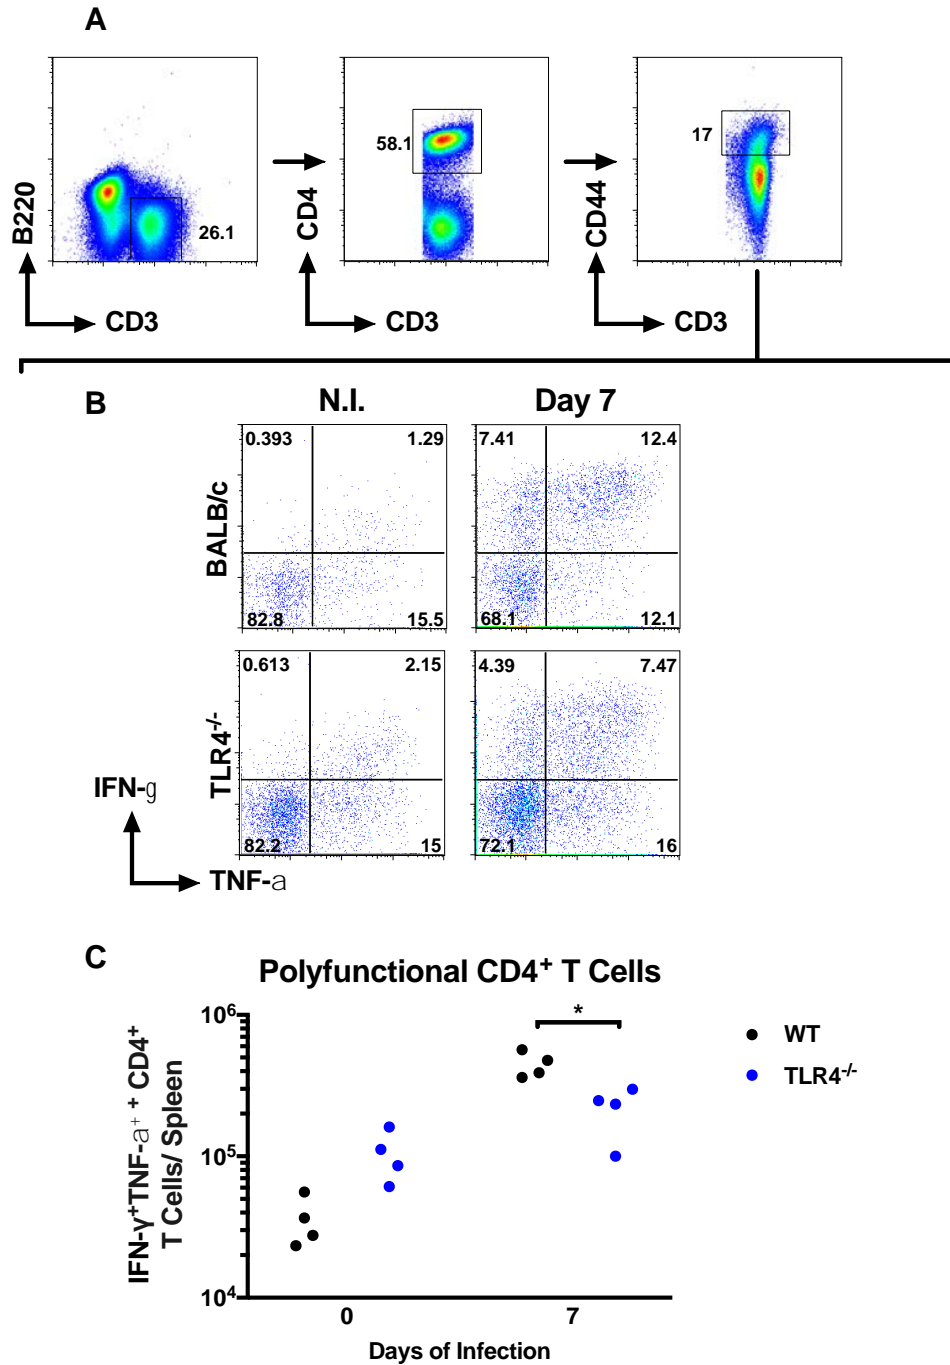 A
B220
26.1
CD3
58.1
CD4
CD3
17
CD44
CD3
B
N.I.
Day 7
BALB/c
0.393
1.29
82.8
15.5
7.41
12.4
68.1
12.1
TLR4-/-
0.613
2.15
82.2
15
4.39
7.47
72.1
16
IFN-g
TNF-a
C
Polyfunctional CD4+ T Cells
IFN-γ+TNF-a+ + CD4+
T Cells/ Spleen
10^6
10^5
10^4
*
0
7
Days of Infection
WT
TLR4-/-